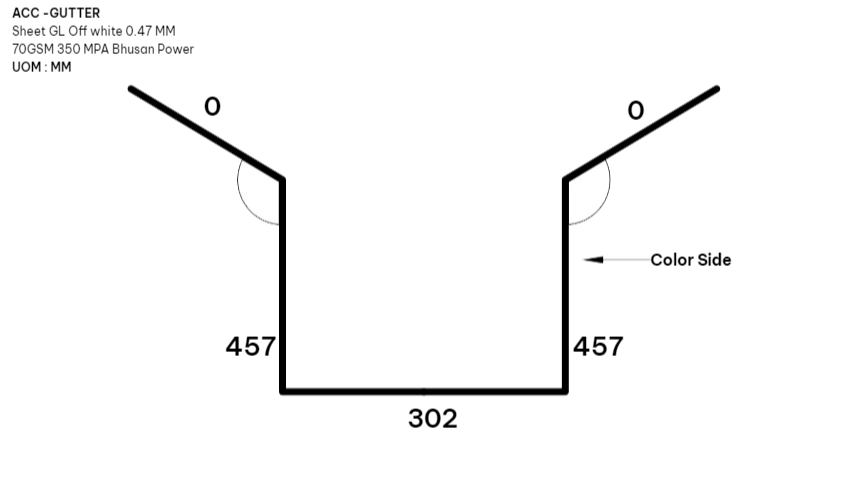 ACC -GUTTER
Sheet GL Off white 0.47 MM
70GSM 350 MPA Bhusan Power
UOM : MM
0
0
Color Side
457
457
302